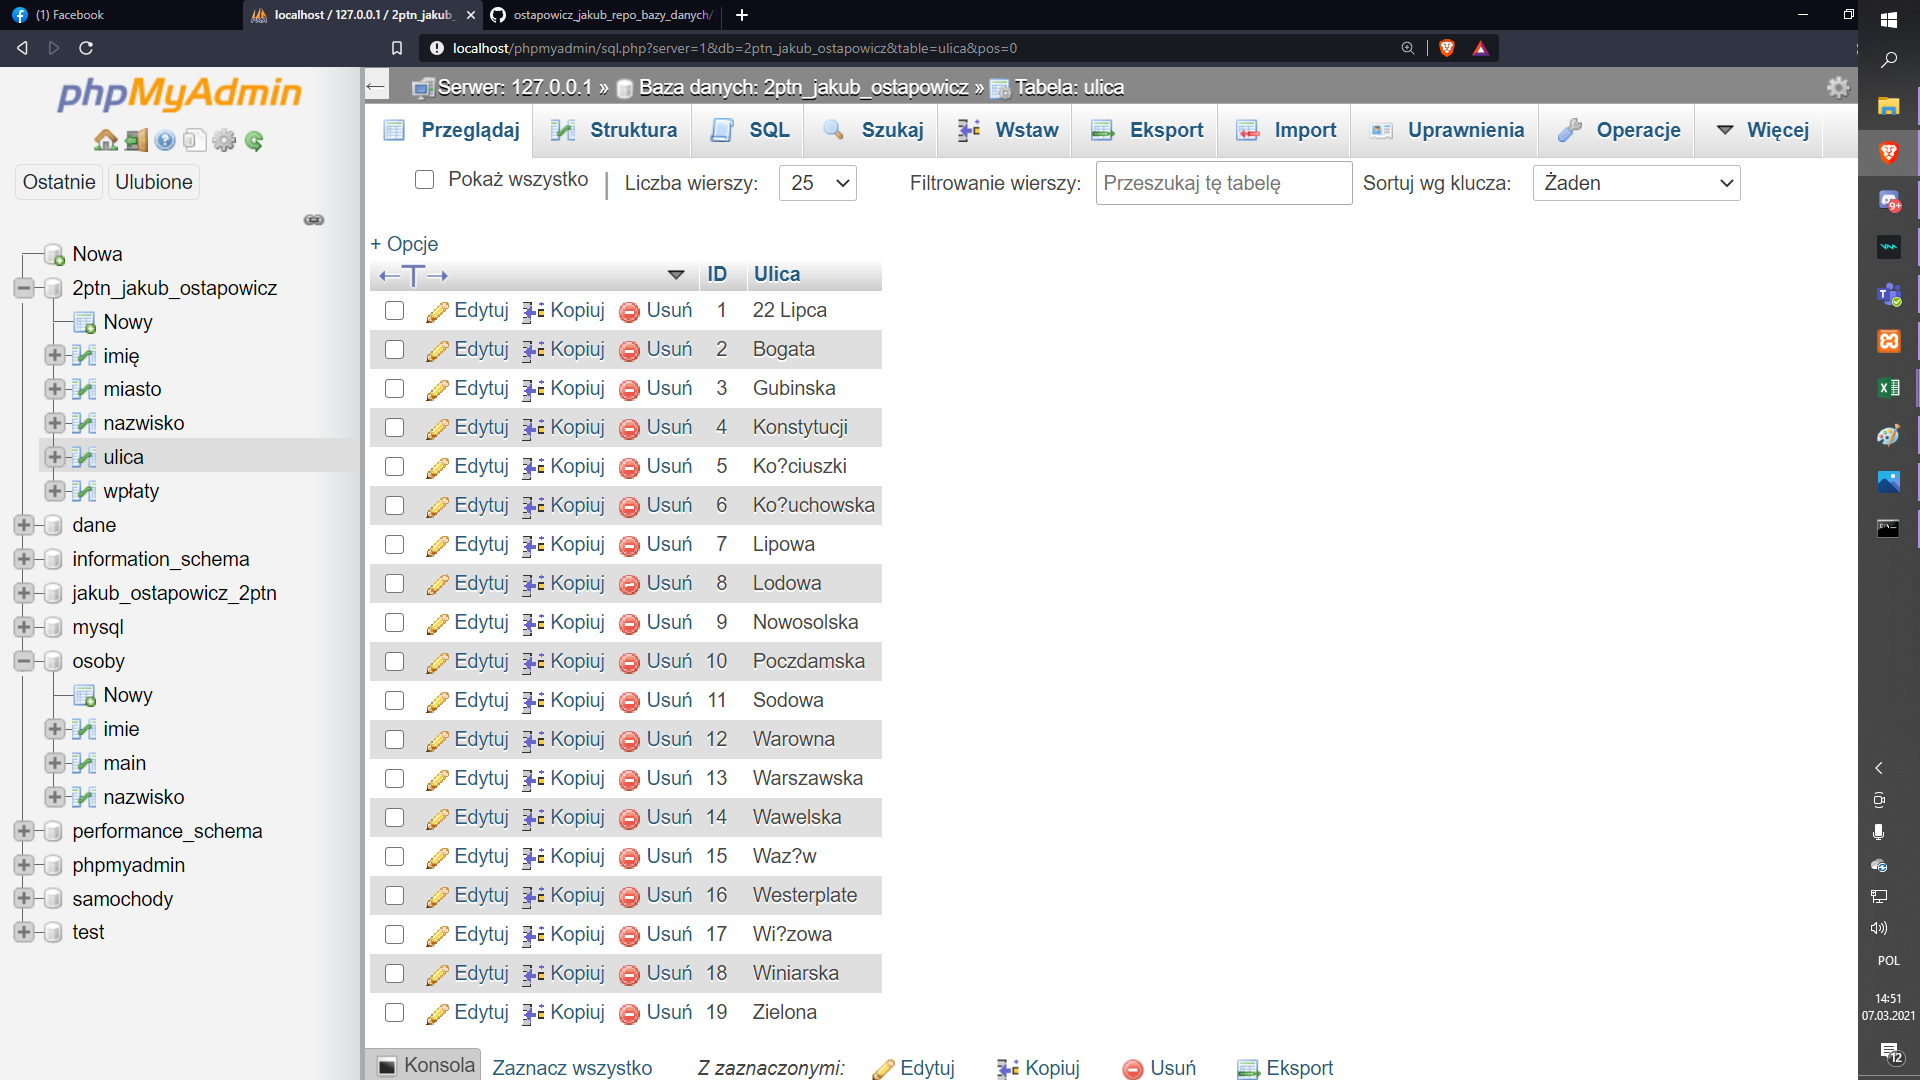 (1) Facebook
localhost / 127.0.0.1 / 2ptn_jakub_
ostapowicz_jakub_repo_bazy_danych/
localhost/phpmyadmin/sql.php?server=1&db=2ptn_jakub_ostapowicz&table=ulica&pos=0
phpMyAdmin
Ostatnie Ulubione
Nowa
2ptn_jakub_ostapowicz
Nowy
imię
miasto
nazwisko
ulica
wpłaty
dane
information_schema
jakub_ostapowicz_2ptn
mysql
osoby
Nowy
imie
main
nazwisko
performance_schema
phpmyadmin
samochody
test
Serwer: 127.0.0.1 » Baza danych: 2ptn_jakub_ostapowicz » Tabela: ulica
Przeglądaj Struktura SQL Szukaj Wstaw Eksport Import Uprawnienia Operacje Więcej
Pokaż wszystko | Liczba wierszy: 25 Filtrowanie wierszy: Przeszukaj tę tabelę Sortuj wg klucza: Żaden
+ Opcje
←T→ ID Ulica
Edytuj Kopiuj Usuń 1 22 Lipca
Edytuj Kopiuj Usuń 2 Bogata
Edytuj Kopiuj Usuń 3 Gubinska
Edytuj Kopiuj Usuń 4 Konstytucji
Edytuj Kopiuj Usuń 5 Ko?ciuszki
Edytuj Kopiuj Usuń 6 Ko?uchowska
Edytuj Kopiuj Usuń 7 Lipowa
Edytuj Kopiuj Usuń 8 Lodowa
Edytuj Kopiuj Usuń 9 Nowosolska
Edytuj Kopiuj Usuń 10 Poczdamska
Edytuj Kopiuj Usuń 11 Sodowa
Edytuj Kopiuj Usuń 12 Warowna
Edytuj Kopiuj Usuń 13 Warszawska
Edytuj Kopiuj Usuń 14 Wawelska
Edytuj Kopiuj Usuń 15 Waz?w
Edytuj Kopiuj Usuń 16 Westerplate
Edytuj Kopiuj Usuń 17 Wi?zowa
Edytuj Kopiuj Usuń 18 Winiarska
Edytuj Kopiuj Usuń 19 Zielona
Konsola Zaznacz wszystko Z zaznaczonymi: Edytuj Kopiuj Usuń Eksport
9+
POL
14:51
07.03.2021
12